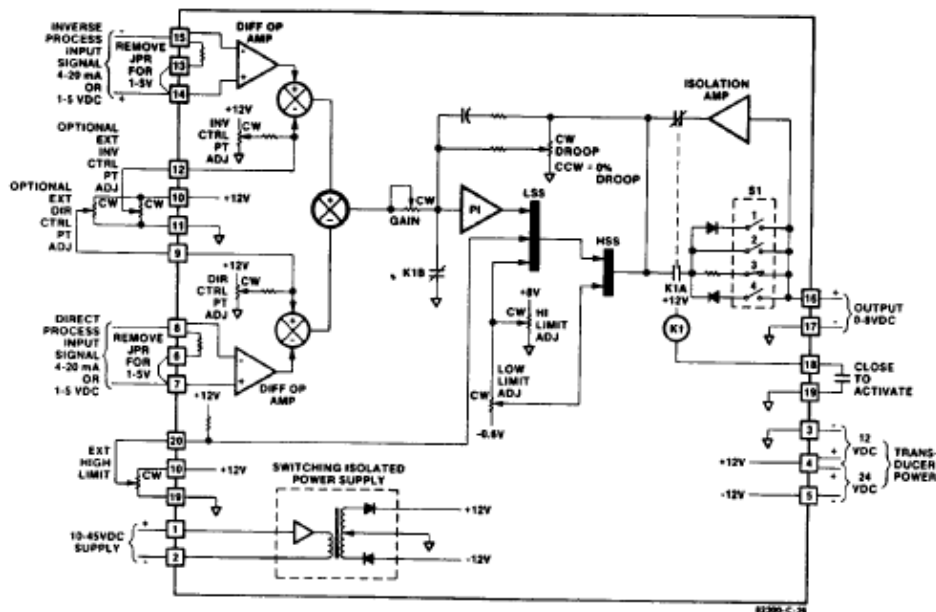 INVERSE
PROCESS
INPUT
SIGNAL
4-20 mA
OR
1-5 VDC
-
+
15
13
14
REMOVE
JPR
FOR
1-5V
DIFF OP
AMP
-
+
+
-
+12V
CW
INV
CTRL
PT
ADJ
OPTIONAL
EXT
INV
CTRL
PT
ADJ
12
10
11
9
+12V
OPTIONAL
EXT
DIR
CTRL
PT
ADJ
CW
CW
+
-
+12V
CW
DIR
CTRL
PT
ADJ
+
-
DIRECT
PROCESS
INPUT
SIGNAL
4-20 mA
OR
1-5 VDC
-
+
8
6
7
REMOVE
JPR
FOR
1-5V
-
+
DIFF OP
AMP
CW
GAIN
K1B
PI
CW
DROOP
CCW = 0%
DROOP
LSS
HSS
+8V
CW
HI
LIMIT
ADJ
LOW
LIMIT
ADJ
CW
-0.6V
ISOLATION
AMP
S1
1
2
3
4
K1A
+12V
K1
16
17
+
-
OUTPUT
0-8VDC
18
19
CLOSE
TO
ACTIVATE
3
4
5
+12V
-12V
-
+
+
-
12
VDC
24
VDC
TRANS-
DUCER
POWER
+12V
20
10
19
EXT
HIGH
LIMIT
CW
+12V
SWITCHING ISOLATED
POWER SUPPLY
+12V
-12V
10-45VDC
SUPPLY
+
-
1
2